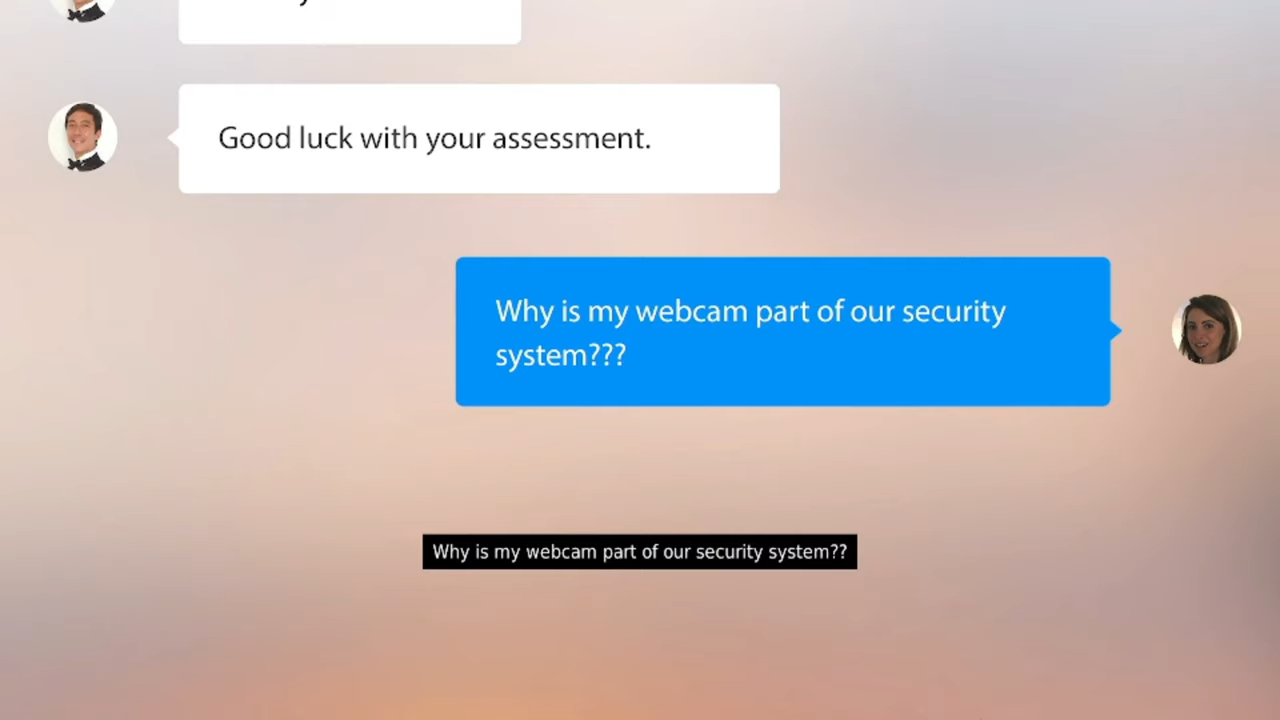 Good luck with your assessment.
Why is my webcam part of our security
system???
Why is my webcam part of our security system??